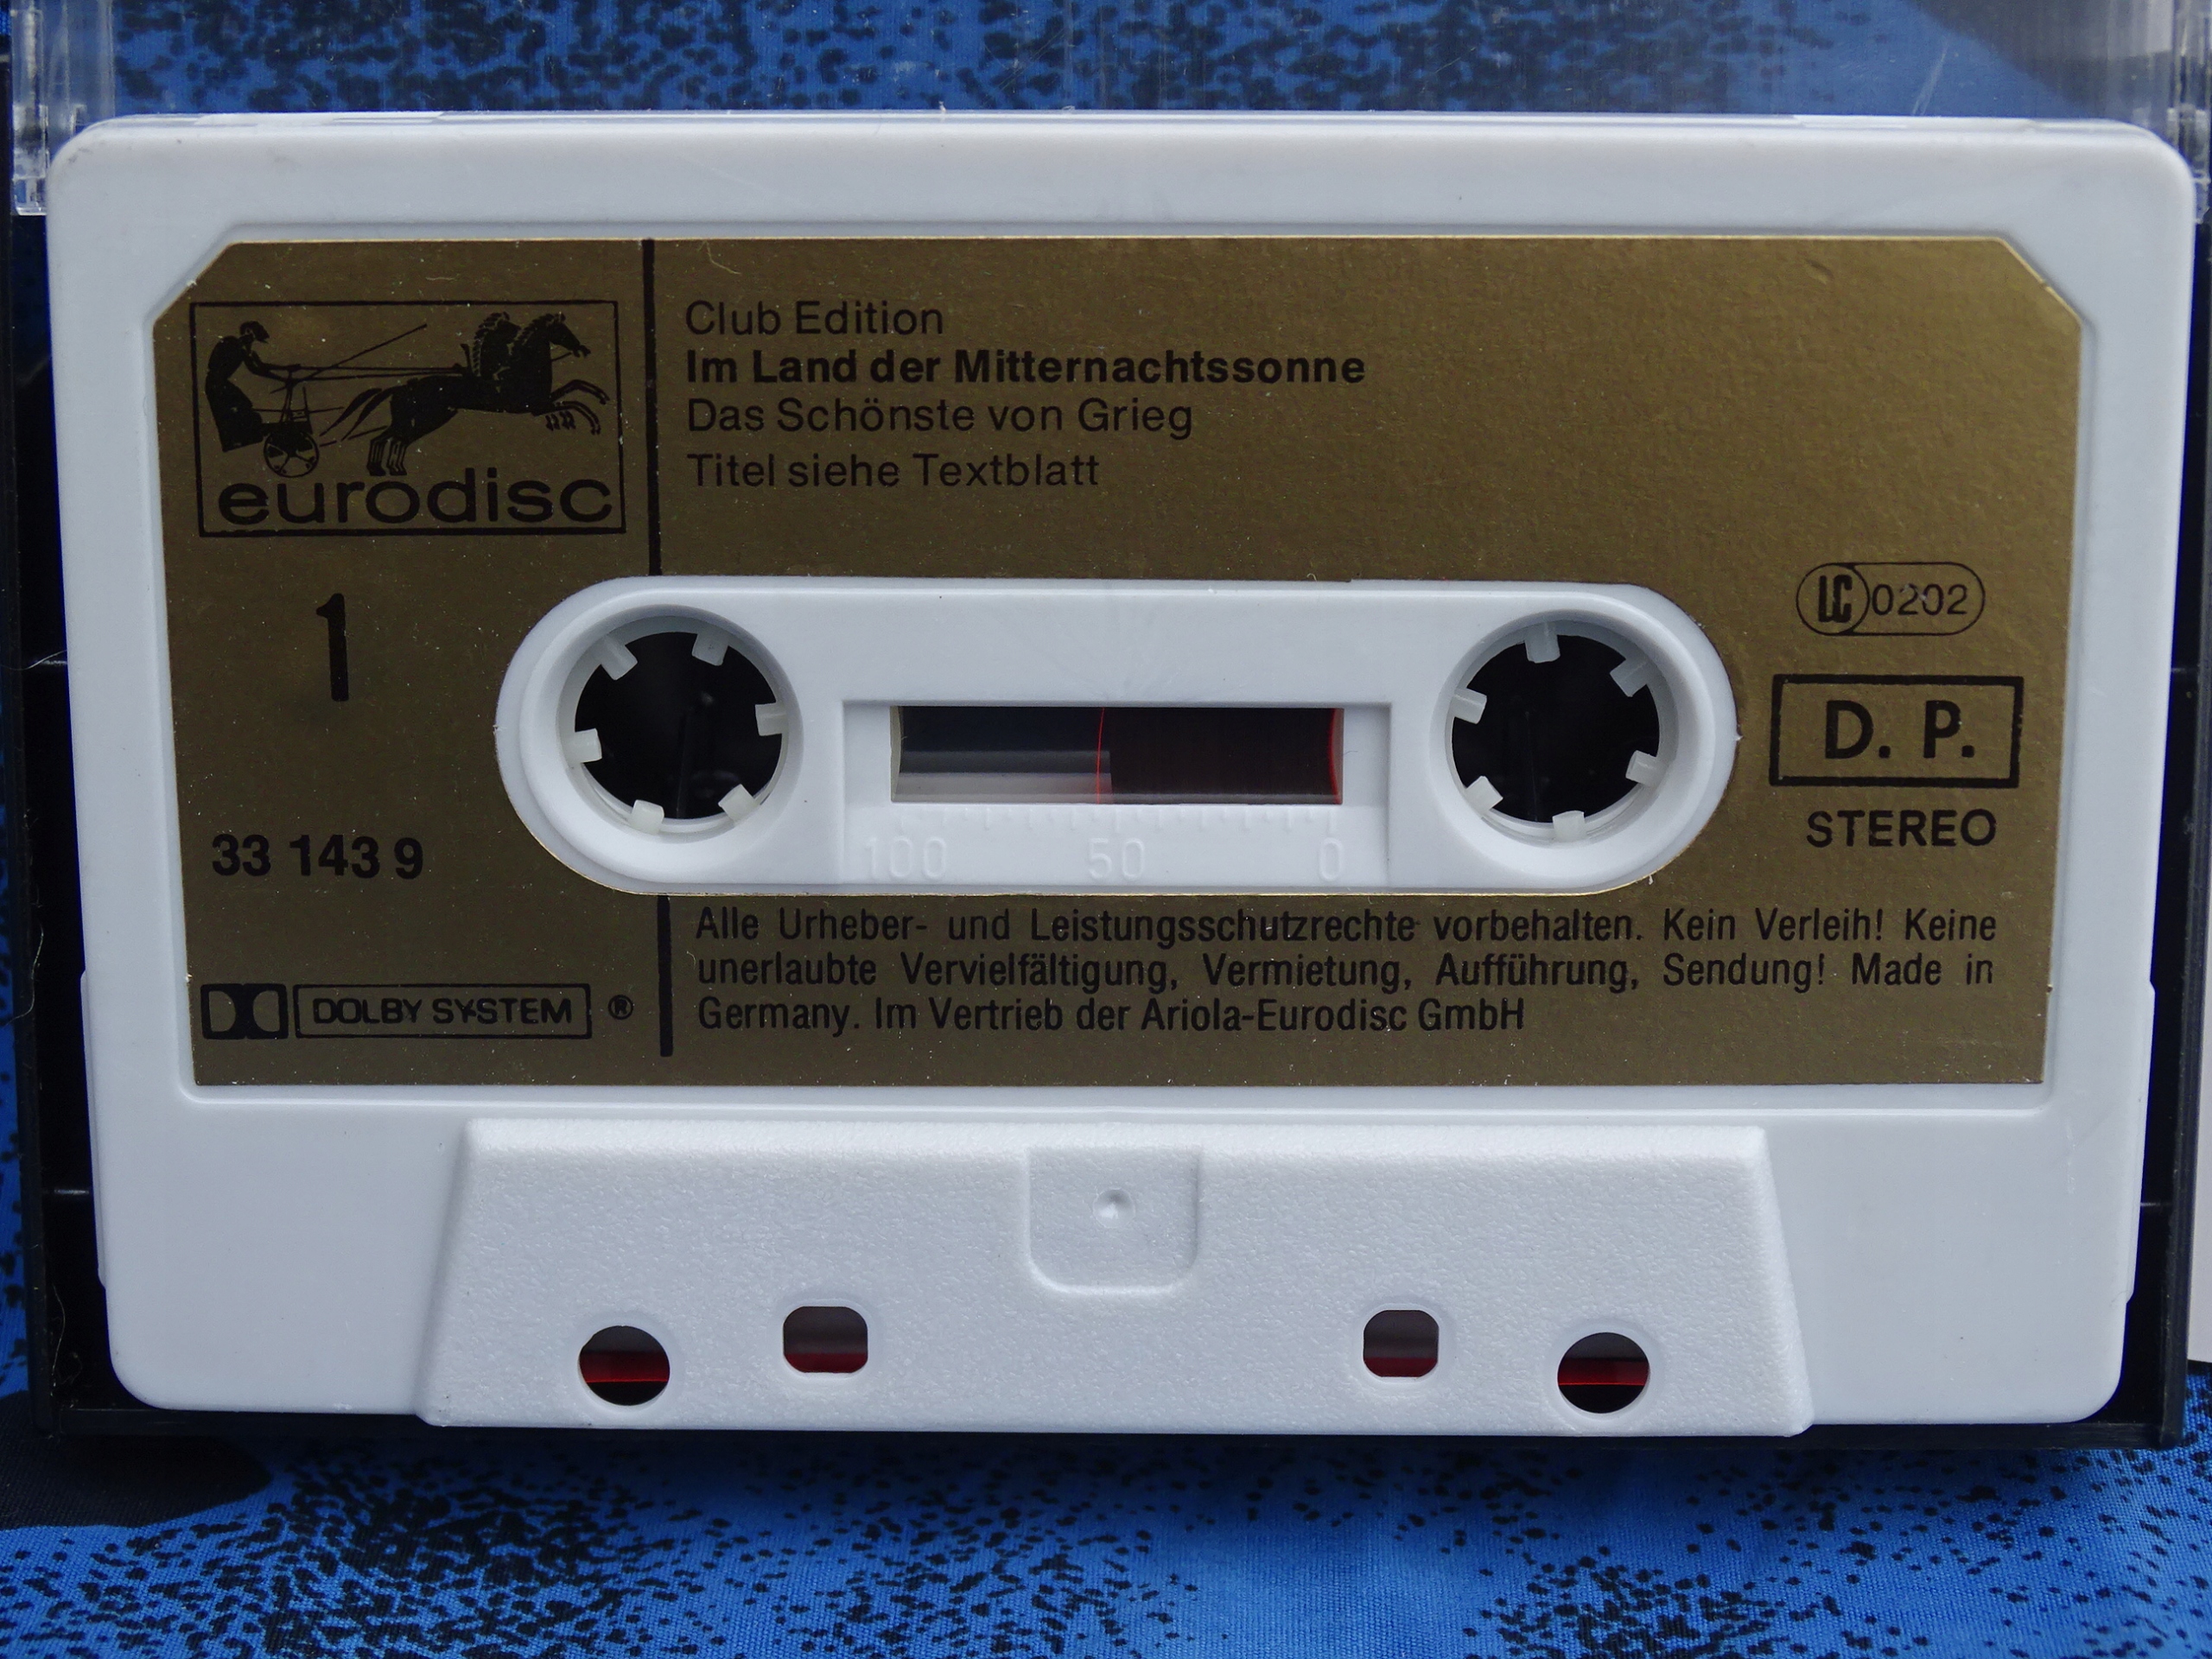 Club Edition
Im Land der Mitternachtssonne
Das Schönste von Grieg
Titel siehe Textblatt
eurodisc
1
LC 0202
D. P.
STEREO
33 143 9
100 50 0
Alle Urheber- und Leistungsschutzrechte vorbehalten. Kein Verleih! Keine
unerlaubte Vervielfältigung, Vermietung, Aufführung, Sendung! Made in
Germany. Im Vertrieb der Ariola-Eurodisc GmbH
DOLBY SYSTEM ®